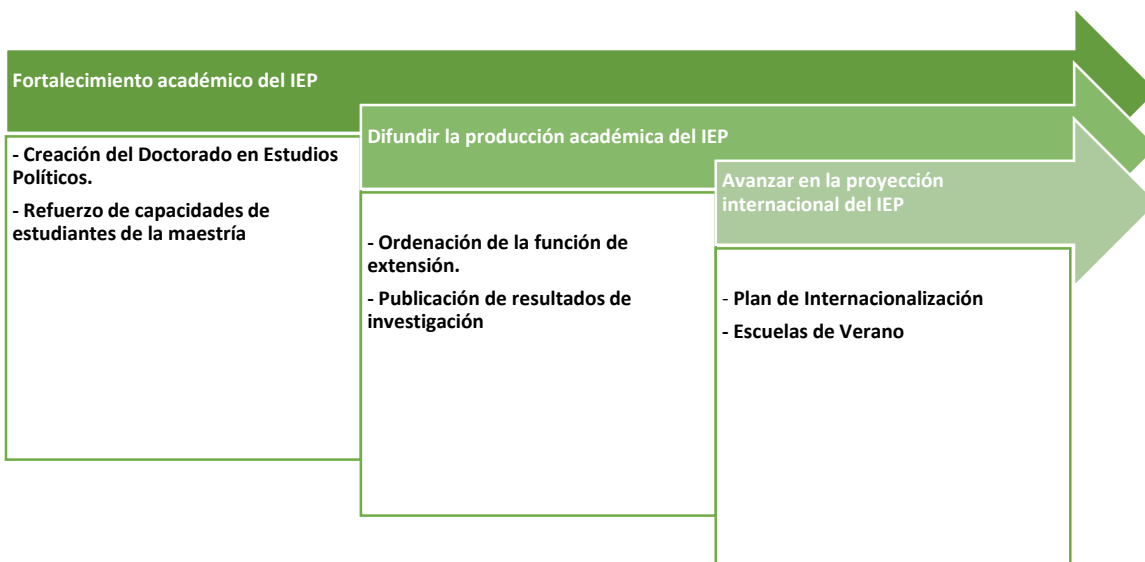 Fortalecimiento académico del IEP
- Creación del Doctorado en Estudios
Políticos.
- Refuerzo de capacidades de
estudiantes de la maestría
Difundir la producción académica del IEP
- Ordenación de la función de
extensión.
- Publicación de resultados de
investigación
Avanzar en la proyección
internacional del IEP
- Plan de Internacionalización
- Escuelas de Verano